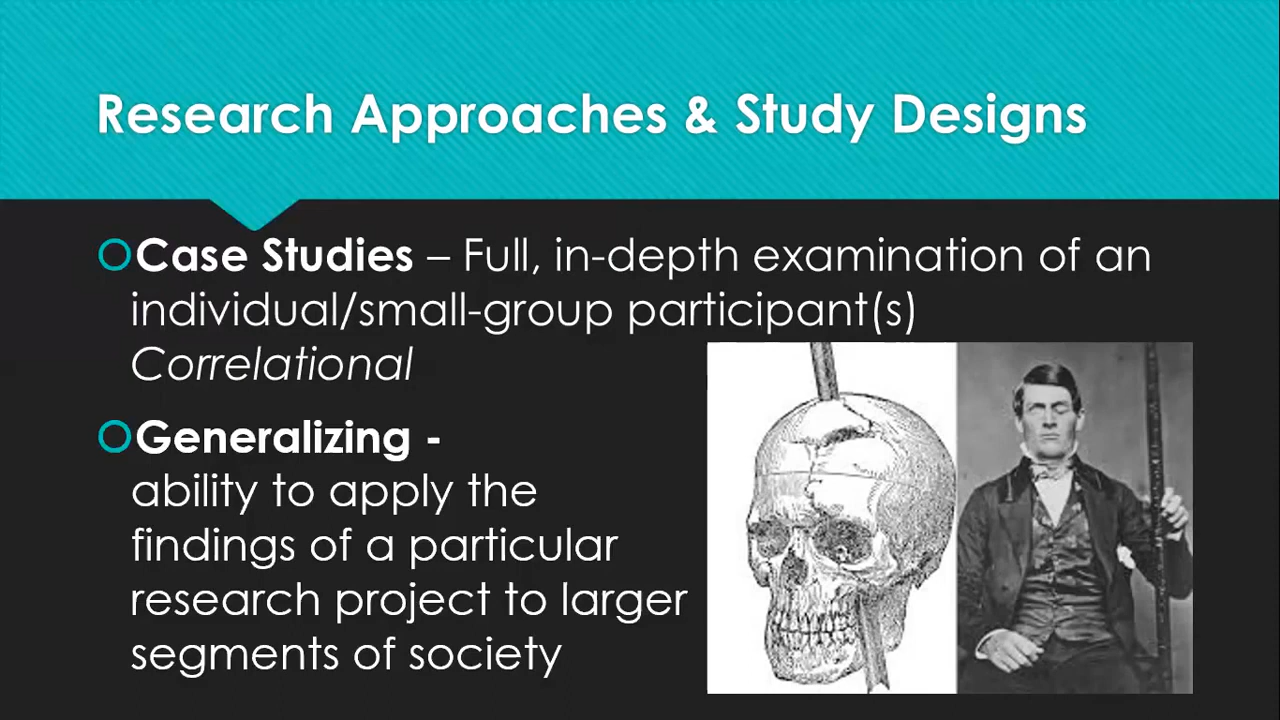 Research Approaches & Study Designs
Case Studies – Full, in-depth examination of an
individual/small-group participant(s)
Correlational
Generalizing -
ability to apply the
findings of a particular
research project to larger
segments of society